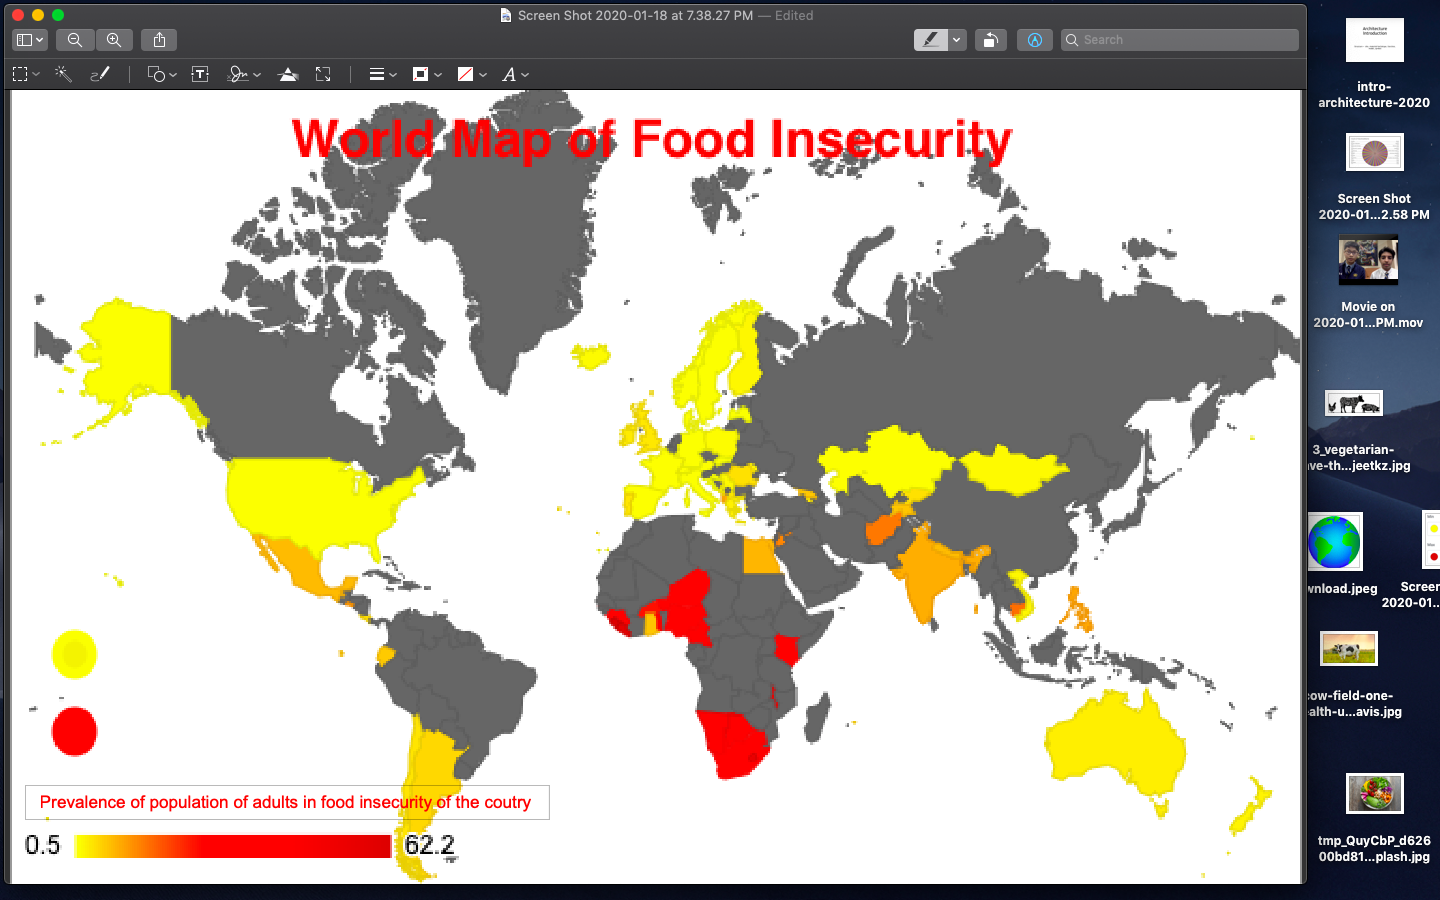 Screen Shot 2020-01-18 at 7.38.27 PM — Edited
Search
World Map of Food Insecurity
Prevalence of population of adults in food insecurity of the coutry
0.5
62.2
Architecture
Introduction
intro-
architecture-2020
Screen Shot
2020-01...2.58 PM
Movie on
2020-01...PM.mov
3_vegetarian-
ve-th...jeetkz.jpg
wnload.jpeg
Screen
2020-01...
cow-field-one-
alth-u...avis.jpg
tmp_QuyCbP_d626
00bd81...plash.jpg